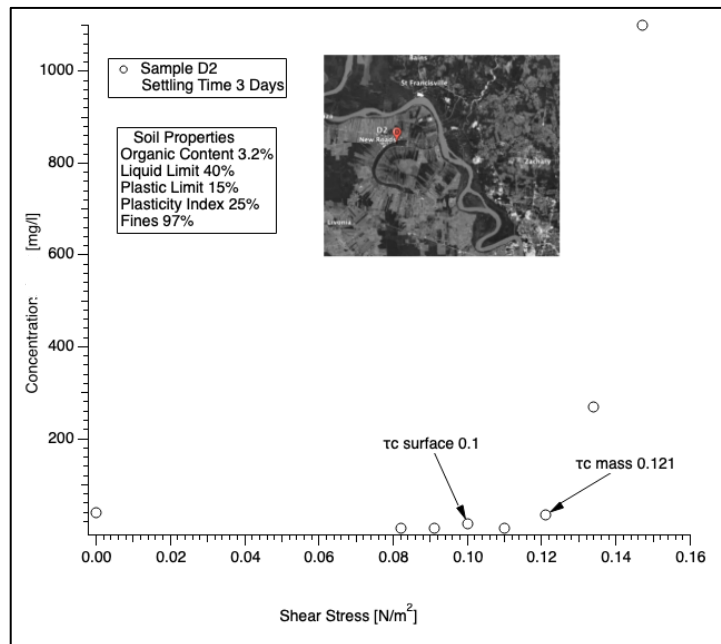 1000
800
600
400
200
Concentration: [mg/l]
Sample D2
Settling Time 3 Days
Soil Properties
Organic Content 3.2%
Liquid Limit 40%
Plastic Limit 15%
Plasticity Index 25%
Fines 97%
St Francisville
D2
New Roads
Zachary
Livonia
τc surface 0.1
τc mass 0.121
0.00 0.02 0.04 0.06 0.08 0.10 0.12 0.14 0.16
Shear Stress [N/m²]